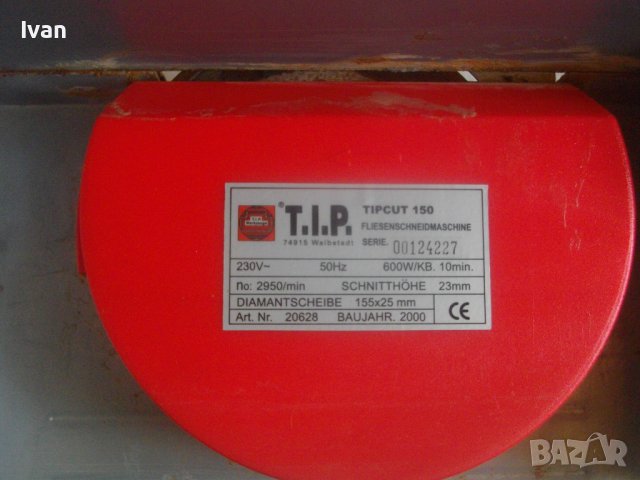 Ivan
® T.I.P. TIPCUT 150
FLIESENSCHNEIDMASCHINE
74915 Waibstadt SERIE. 00124227
230V~ 50Hz 600W/KB. 10min.
no: 2950/min SCHNITTHÖHE 23mm
DIAMANTSCHEIBE 155x25 mm
Art. Nr. 20628 BAUJAHR. 2000 CE
BAZAR